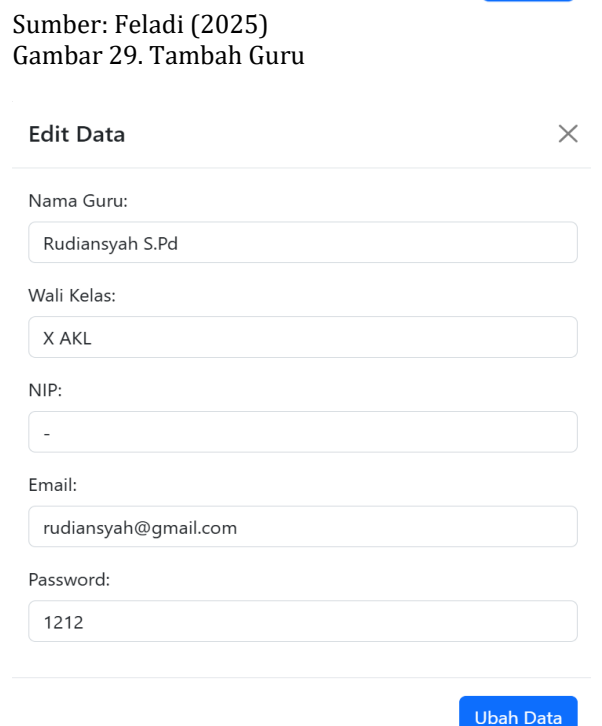 Sumber: Feladi (2025)
Gambar 29. Tambah Guru
Edit Data
Nama Guru:
Rudiansyah S.Pd
Wali Kelas:
X AKL
NIP:
-
Email:
rudiansyah@gmail.com
Password:
1212
Ubah Data